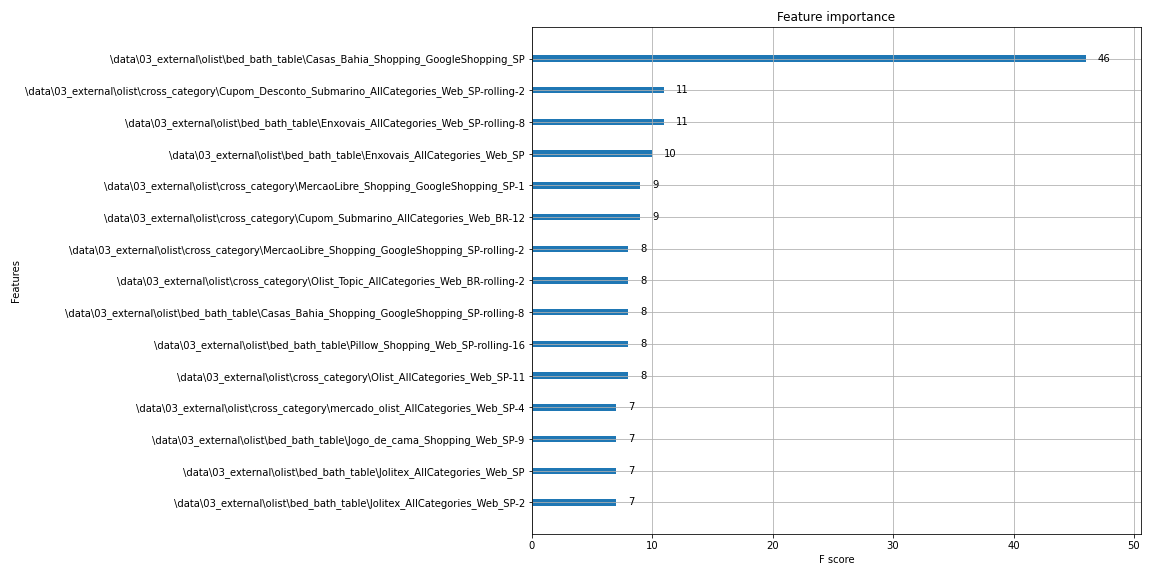 Feature importance
\data\03_external\olist\bed_bath_table\Casas_Bahia_Shopping_GoogleShopping_SP 46
\data\03_external\olist\cross_category\Cupom_Desconto_Submarino_AllCategories_Web_SP-rolling-2 11
\data\03_external\olist\bed_bath_table\Enxovais_AllCategories_Web_SP-rolling-8 11
\data\03_external\olist\bed_bath_table\Enxovais_AllCategories_Web_SP 10
\data\03_external\olist\cross_category\MercaoLibre_Shopping_GoogleShopping_SP-1 9
\data\03_external\olist\cross_category\Cupom_Submarino_AllCategories_Web_BR-12 9
\data\03_external\olist\cross_category\MercaoLibre_Shopping_GoogleShopping_SP-rolling-2 8
\data\03_external\olist\cross_category\Olist_Topic_AllCategories_Web_BR-rolling-2 8
\data\03_external\olist\bed_bath_table\Casas_Bahia_Shopping_GoogleShopping_SP-rolling-8 8
\data\03_external\olist\bed_bath_table\Pillow_Shopping_Web_SP-rolling-16 8
\data\03_external\olist\cross_category\Olist_AllCategories_Web_SP-11 8
\data\03_external\olist\cross_category\mercado_olist_AllCategories_Web_SP-4 7
\data\03_external\olist\bed_bath_table\Jogo_de_cama_Shopping_Web_SP-9 7
\data\03_external\olist\bed_bath_table\Jolitex_AllCategories_Web_SP 7
\data\03_external\olist\bed_bath_table\Jolitex_AllCategories_Web_SP-2 7
Features
0 10 20 30 40 50
F score